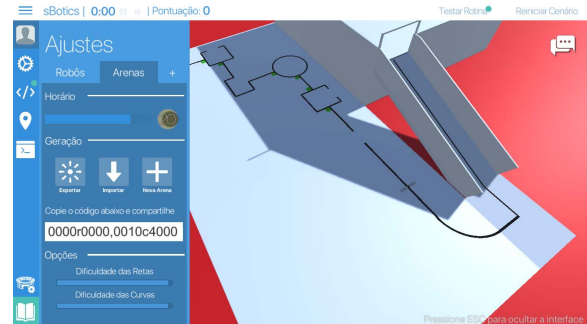 sBotics | 0:00 | Pontuação: 0
Testar Rotina
Reiniciar Cenário
Ajustes
Robôs
Arenas
+
Horário
Geração
Exportar
Importar
Nova Arena
Copie o código abaixo e compartilhe
0000r0000,0010c4000
Opções
Dificuldade das Retas
Dificuldade das Curvas
Pressione ESC para ocultar a interface